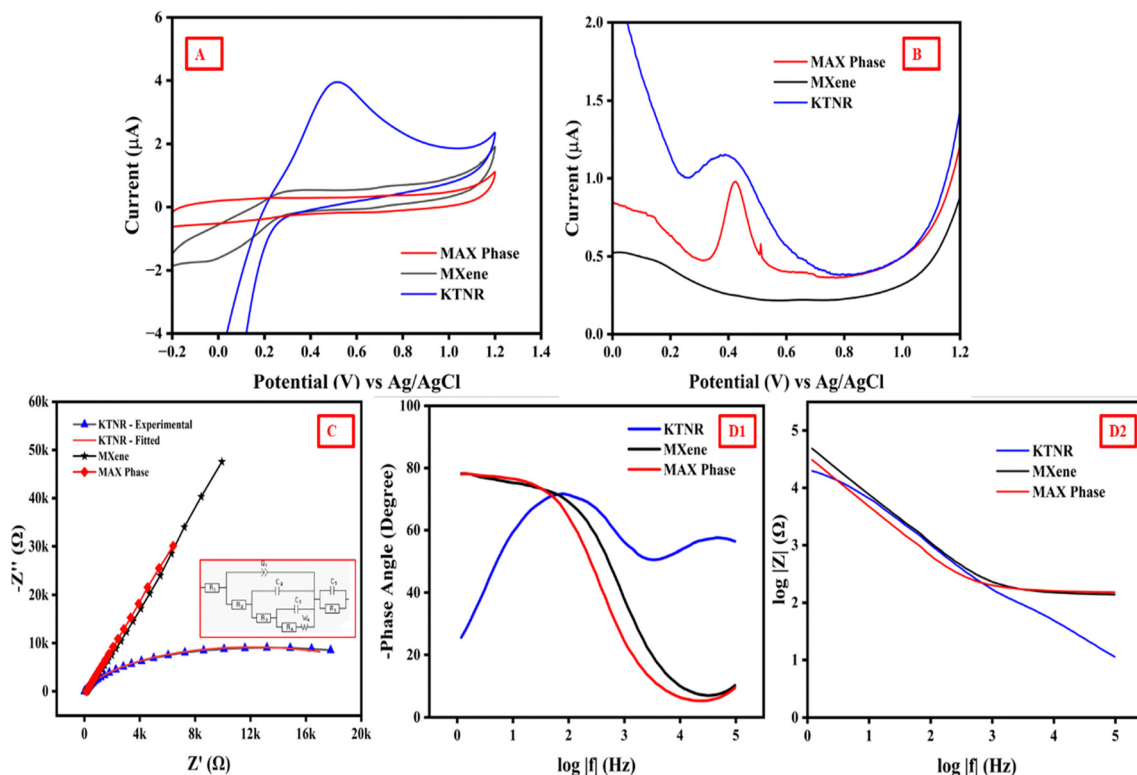 A
Current (μA)
6
4
2
0
−2
−4
−0.2 0.0 0.2 0.4 0.6 0.8 1.0 1.2 1.4
Potential (V) vs Ag/AgCl
MAX Phase
MXene
KTNR
B
Current (μA)
2.0
1.5
1.0
0.5
0.0
0.0 0.2 0.4 0.6 0.8 1.0 1.2
Potential (V) vs Ag/AgCl
MAX Phase
MXene
KTNR
C
-Z'' (Ω)
60k
50k
40k
30k
20k
10k
0
0 4k 8k 12k 16k 20k
Z' (Ω)
KTNR - Experimental
KTNR - Fitted
MXene
MAX Phase
D1
-Phase Angle (Degree)
100
80
60
40
20
0
0 1 2 3 4 5
log |f| (Hz)
KTNR
MXene
MAX Phase
D2
log |Z| (Ω)
5
4
3
2
1
0
0 1 2 3 4 5
log |f| (Hz)
KTNR
MXene
MAX Phase